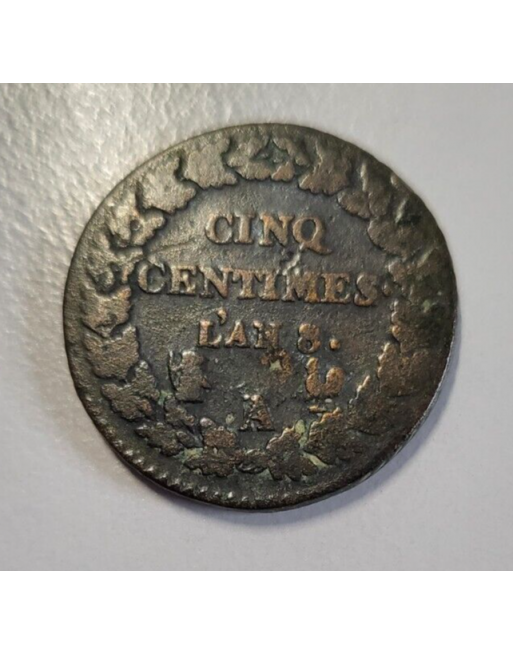 CINQ
CENTIMES
L'AN 8.
A